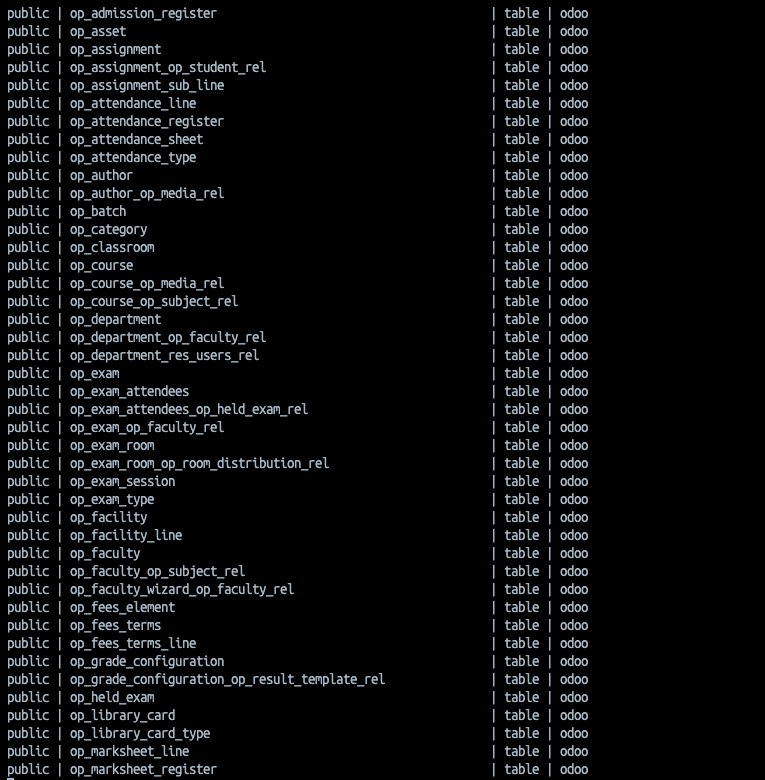 public | op_admission_register | table | odoo
public | op_asset | table | odoo
public | op_assignment | table | odoo
public | op_assignment_op_student_rel | table | odoo
public | op_assignment_sub_line | table | odoo
public | op_attendance_line | table | odoo
public | op_attendance_register | table | odoo
public | op_attendance_sheet | table | odoo
public | op_attendance_type | table | odoo
public | op_author | table | odoo
public | op_author_op_media_rel | table | odoo
public | op_batch | table | odoo
public | op_category | table | odoo
public | op_classroom | table | odoo
public | op_course | table | odoo
public | op_course_op_media_rel | table | odoo
public | op_course_op_subject_rel | table | odoo
public | op_department | table | odoo
public | op_department_op_faculty_rel | table | odoo
public | op_department_res_users_rel | table | odoo
public | op_exam | table | odoo
public | op_exam_attendees | table | odoo
public | op_exam_attendees_op_held_exam_rel | table | odoo
public | op_exam_op_faculty_rel | table | odoo
public | op_exam_room | table | odoo
public | op_exam_room_op_room_distribution_rel | table | odoo
public | op_exam_session | table | odoo
public | op_exam_type | table | odoo
public | op_facility | table | odoo
public | op_facility_line | table | odoo
public | op_faculty | table | odoo
public | op_faculty_op_subject_rel | table | odoo
public | op_faculty_wizard_op_faculty_rel | table | odoo
public | op_fees_element | table | odoo
public | op_fees_terms | table | odoo
public | op_fees_terms_line | table | odoo
public | op_grade_configuration | table | odoo
public | op_grade_configuration_op_result_template_rel | table | odoo
public | op_held_exam | table | odoo
public | op_library_card | table | odoo
public | op_library_card_type | table | odoo
public | op_marksheet_line | table | odoo
public | op_marksheet_register | table | odoo